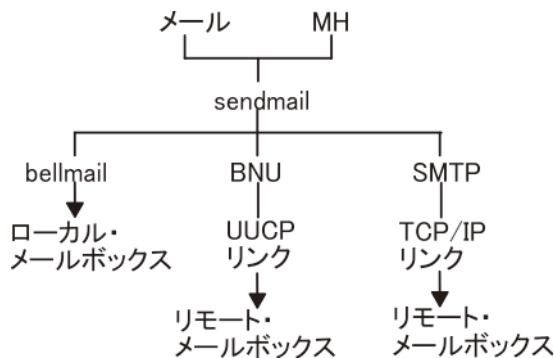 メール MH
sendmail
bellmail BNU SMTP
ローカル・
メールボックス
UUCP
リンク
TCP/IP
リンク
リモート・
メールボックス
リモート・
メールボックス